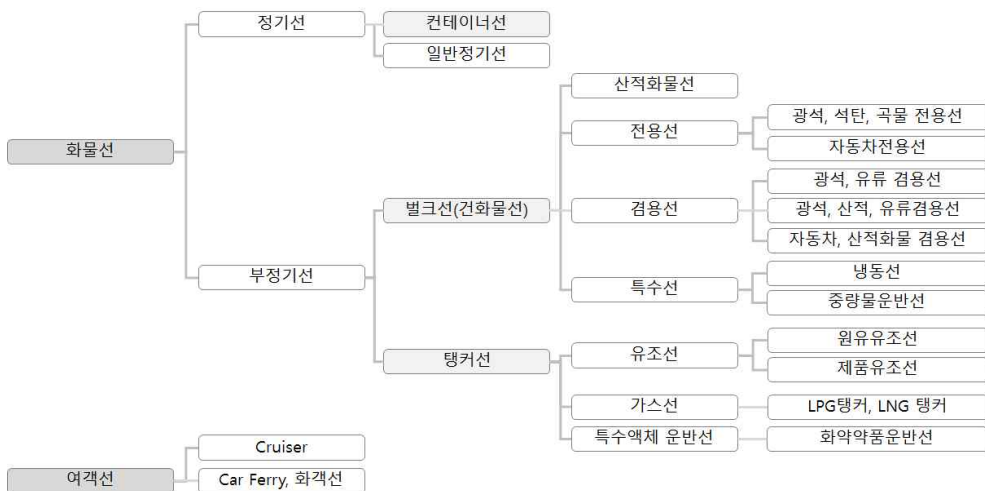 화물선
정기선
컨테이너선
일반정기선
부정기선
벌크선(건화물선)
산적화물선
전용선
광석, 석탄, 곡물 전용선
자동차전용선
겸용선
광석, 유류 겸용선
광석, 산적, 유류겸용선
자동차, 산적화물 겸용선
특수선
냉동선
중량물운반선
탱커선
유조선
원유유조선
제품유조선
가스선
LPG탱커, LNG 탱커
특수액체 운반선
화약약품운반선
여객선
Cruiser
Car Ferry, 화객선